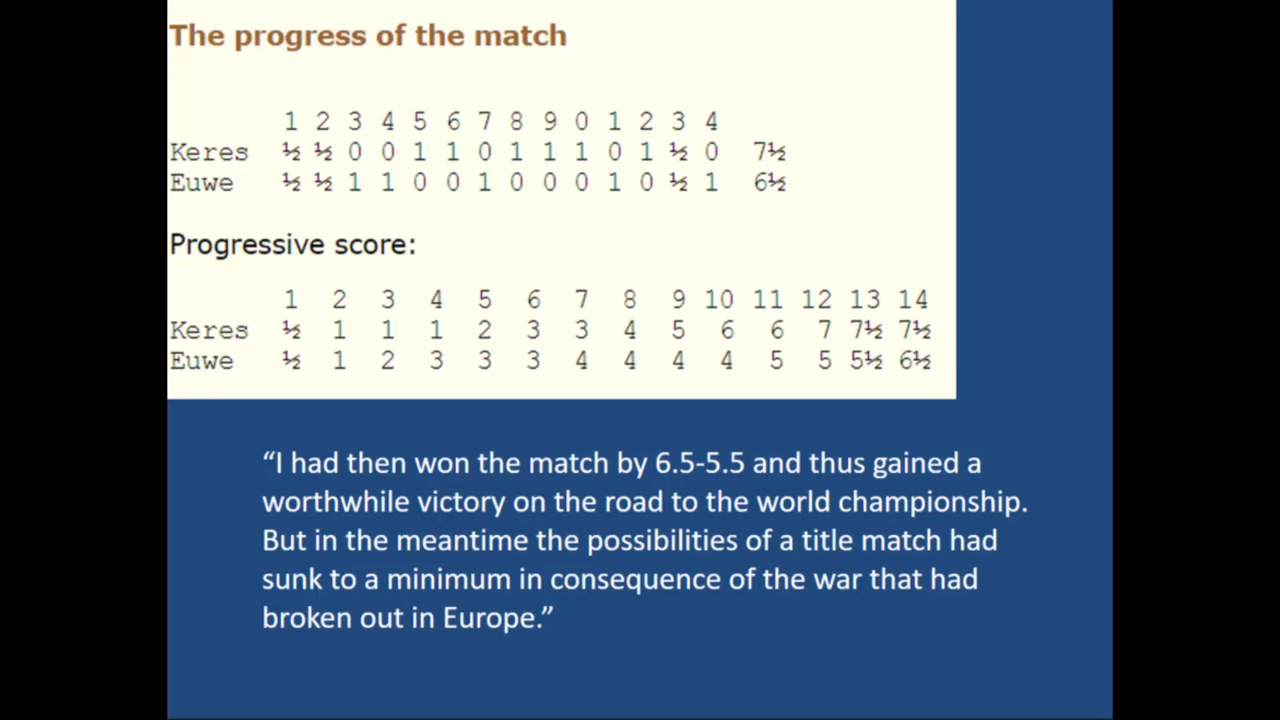 The progress of the match
1 2 3 4 5 6 7 8 9 0 1 2 3 4
Keres ½ ½ 0 0 1 1 0 1 1 1 0 1 ½ 0 7½
Euwe ½ ½ 1 1 0 0 1 0 0 0 1 0 ½ 1 6½
Progressive score:
1 2 3 4 5 6 7 8 9 10 11 12 13 14
Keres ½ 1 1 1 2 3 3 4 5 6 6 7 7½ 7½
Euwe ½ 1 2 3 3 3 4 4 4 4 5 5 5½ 6½
“I had then won the match by 6.5-5.5 and thus gained a
worthwhile victory on the road to the world championship.
But in the meantime the possibilities of a title match had
sunk to a minimum in consequence of the war that had
broken out in Europe.”